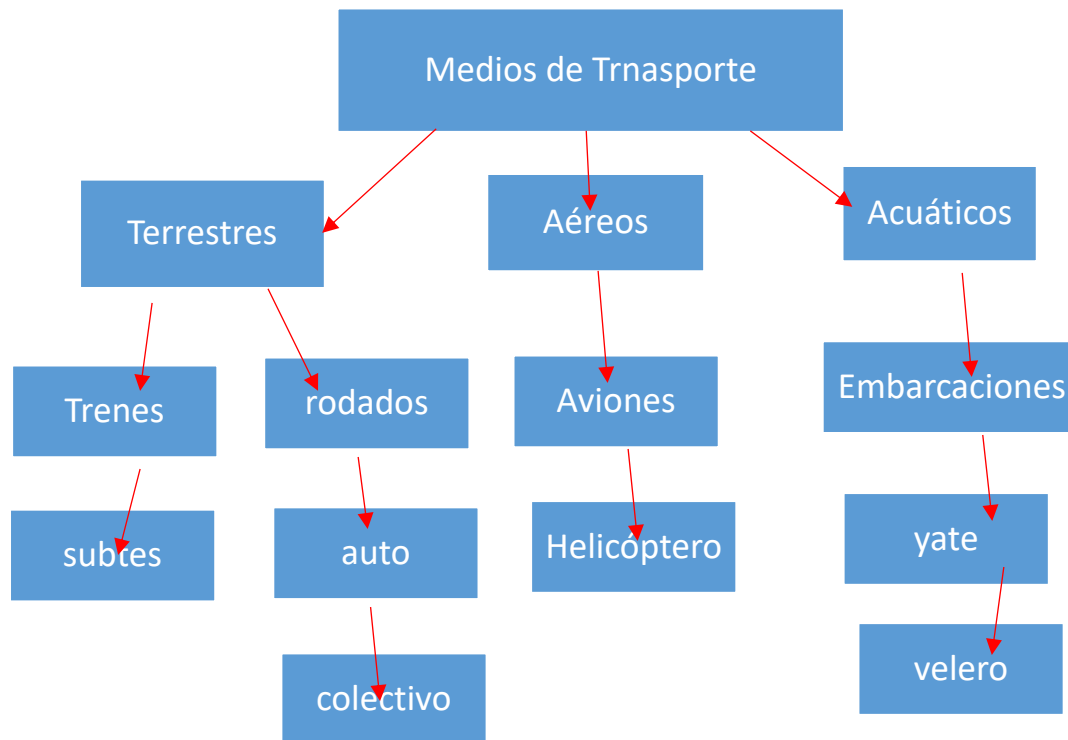 Medios de Trnasporte
Terrestres
Aéreos
Acuáticos
Trenes
rodados
Aviones
Embarcaciones
subtes
auto
Helicóptero
yate
colectivo
velero